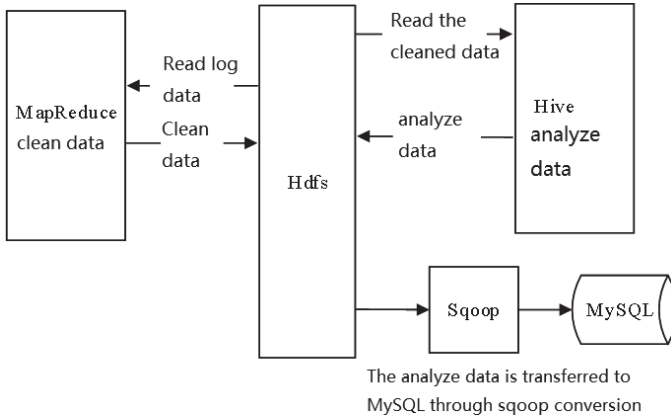 Read the
cleaned data
Read log
data
MapReduce
clean data
Clean
data
Hdfs
analyze
data
Hive
analyze
data
Sqoop
MySQL
The analyze data is transferred to
MySQL through sqoop conversion